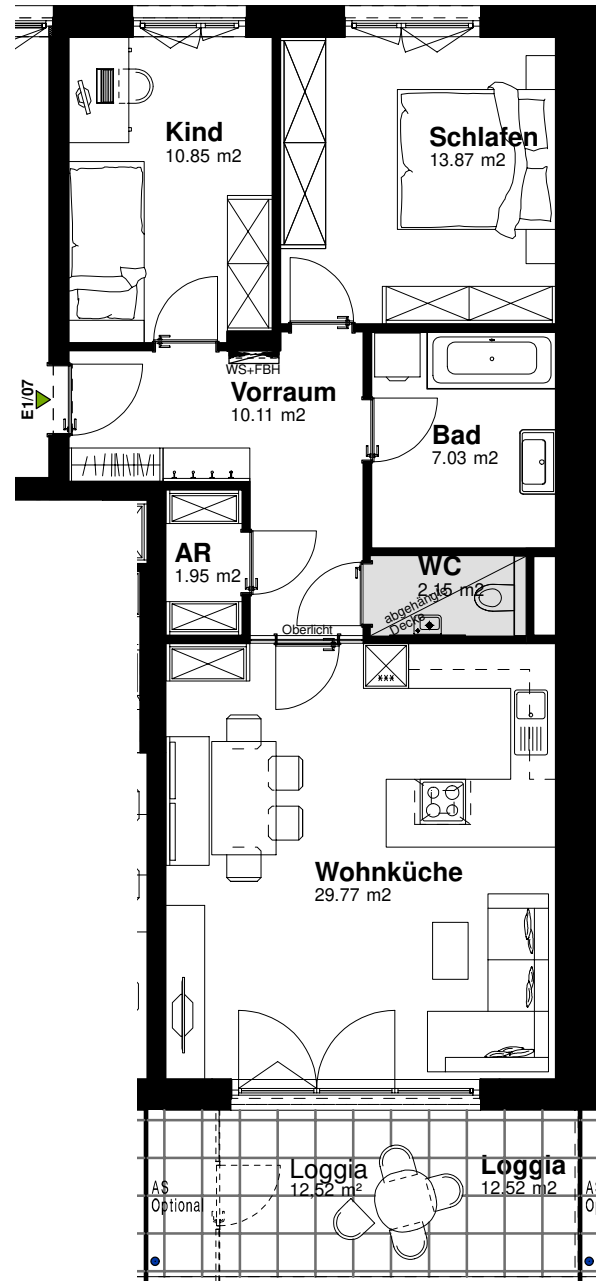 Kind
10.85 m2
Schlafen
13.87 m2
WS+FBH
E1/07
Vorraum
10.11 m2
Bad
7.03 m2
AR
1.95 m2
WC
2.15 m2
abgehängte
Decke
Oberlicht
***
Wohnküche
29.77 m2
Loggia
12,52 m²
Loggia
12.52 m2
AS
Optional
AS
Op